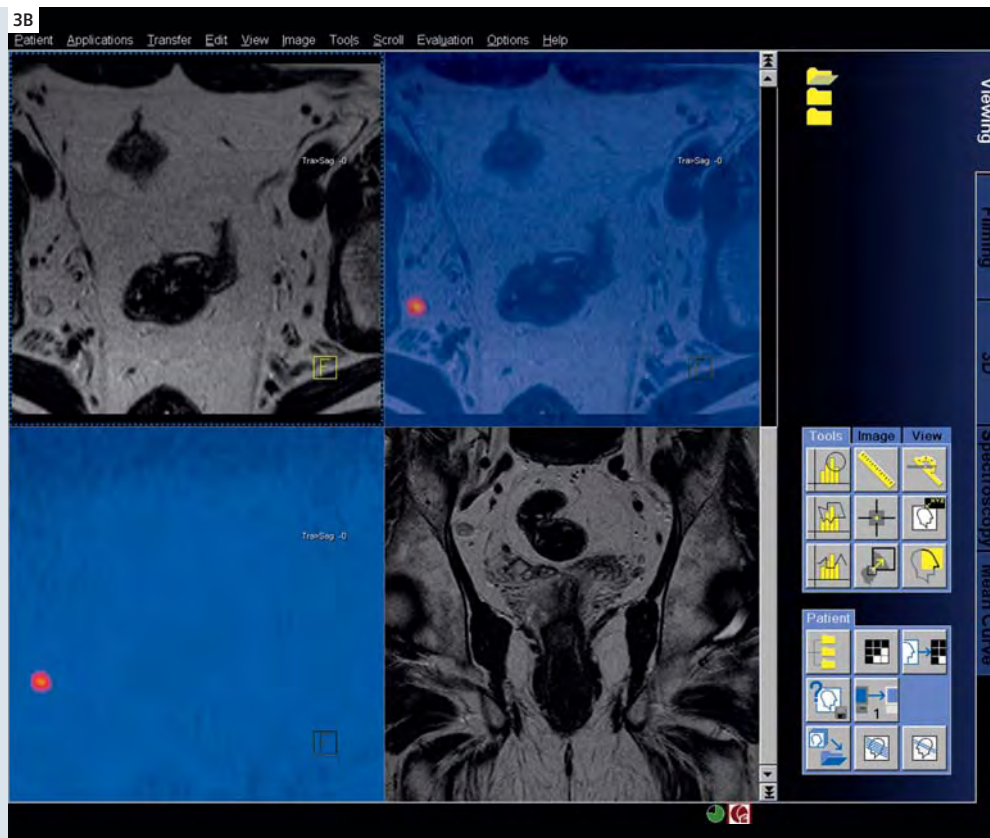 3B
Patient Applications Transfer Edit View Image Tools Scroll Evaluation Options Help
Viewing
Tra>Sag -0
Tra>Sag -0
F
Planning
3D
Spectroscopy
Mean Curve
Tools Image View
Tra>Sag -0
Patient
1